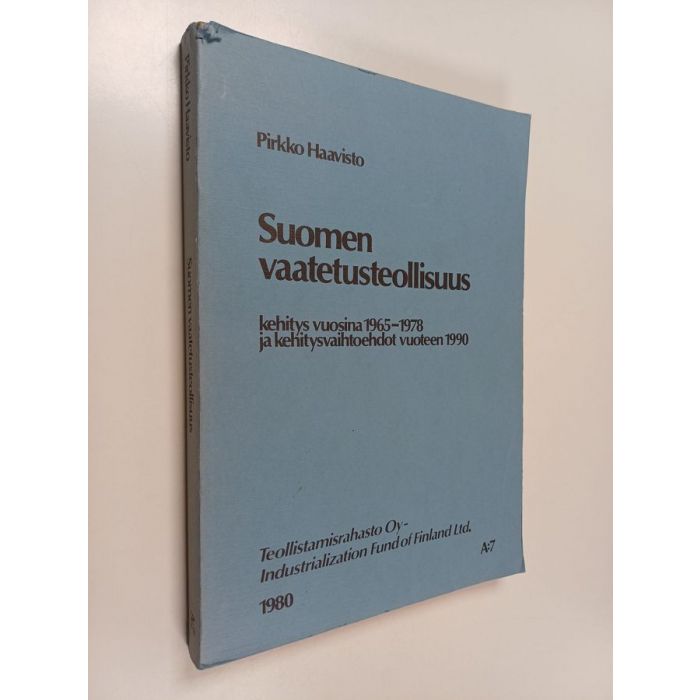 Pirkko Haavisto
Suomen
vaatetusteollisuus
kehitys vuosina 1965–1978
ja kehitysvaihtoehdot vuoteen 1990
Teollistamisrahasto Oy-
Industrialization Fund of Finland Ltd.
A:7
1980
Pirkko Haavisto
Suomen vaatetusteollisuus